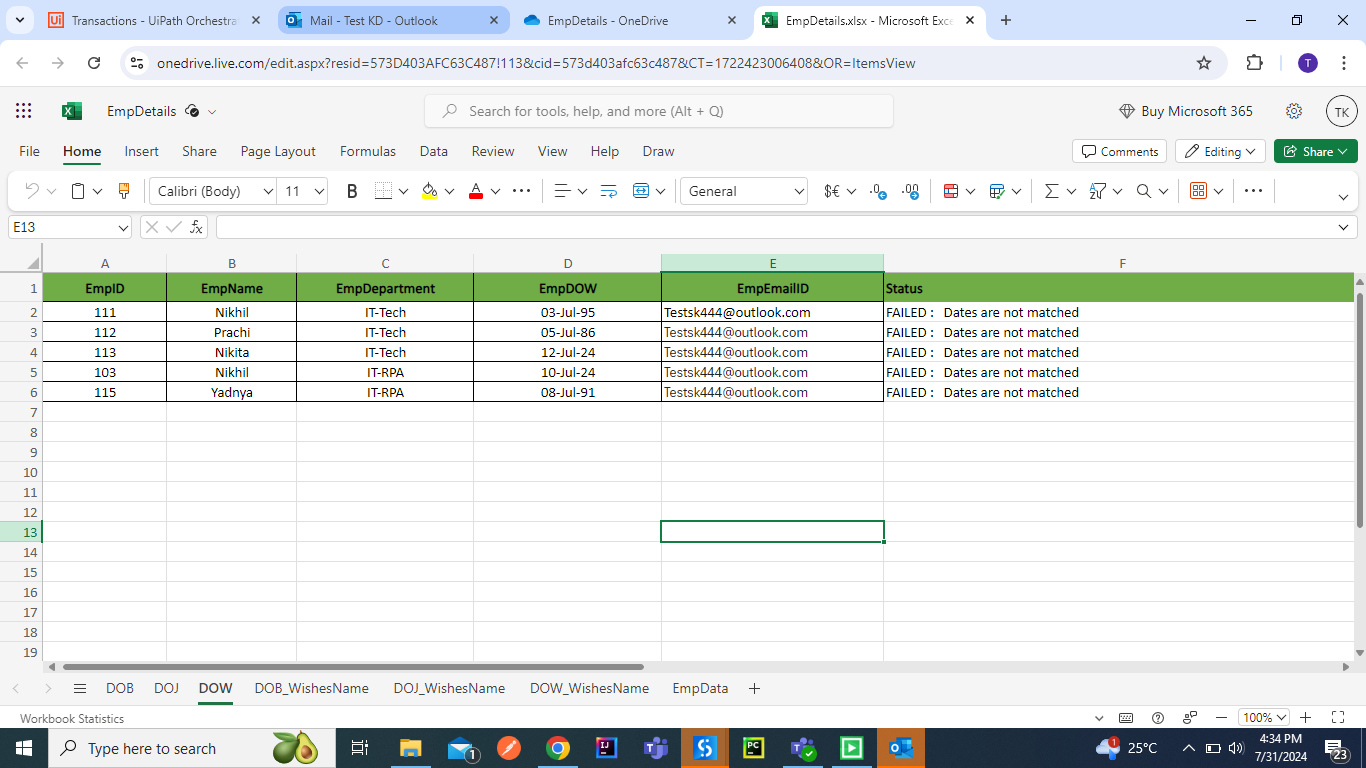 Transactions - UiPath Orchestra
Mail - Test KD - Outlook
EmpDetails - OneDrive
EmpDetails.xlsx - Microsoft Exce
onedrive.live.com/edit.aspx?resid=573D403AFC63C487!113&cid=573d403afc63c487&CT=1722423006408&OR=ItemsView
T
EmpDetails
Search for tools, help, and more (Alt + Q)
Buy Microsoft 365
TK
File Home Insert Share Page Layout Formulas Data Review View Help Draw
Comments Editing Share
Calibri (Body) 11 B A General $€ .0 .00
E13 fx
A B C D E F
1 EmpID EmpName EmpDepartment EmpDOW EmpEmailID Status
2 111 Nikhil IT-Tech 03-Jul-95 Testsk444@outlook.com FAILED : Dates are not matched
3 112 Prachi IT-Tech 05-Jul-86 Testsk444@outlook.com FAILED : Dates are not matched
4 113 Nikita IT-Tech 12-Jul-24 Testsk444@outlook.com FAILED : Dates are not matched
5 103 Nikhil IT-RPA 10-Jul-24 Testsk444@outlook.com FAILED : Dates are not matched
6 115 Yadnya IT-RPA 08-Jul-91 Testsk444@outlook.com FAILED : Dates are not matched
7
8
9
10
11
12
13
14
15
16
17
18
19
DOB DOJ DOW DOB_WishesName DOJ_WishesName DOW_WishesName EmpData
Workbook Statistics
100%
Type here to search
1
25°C
4:34 PM
7/31/2024
23